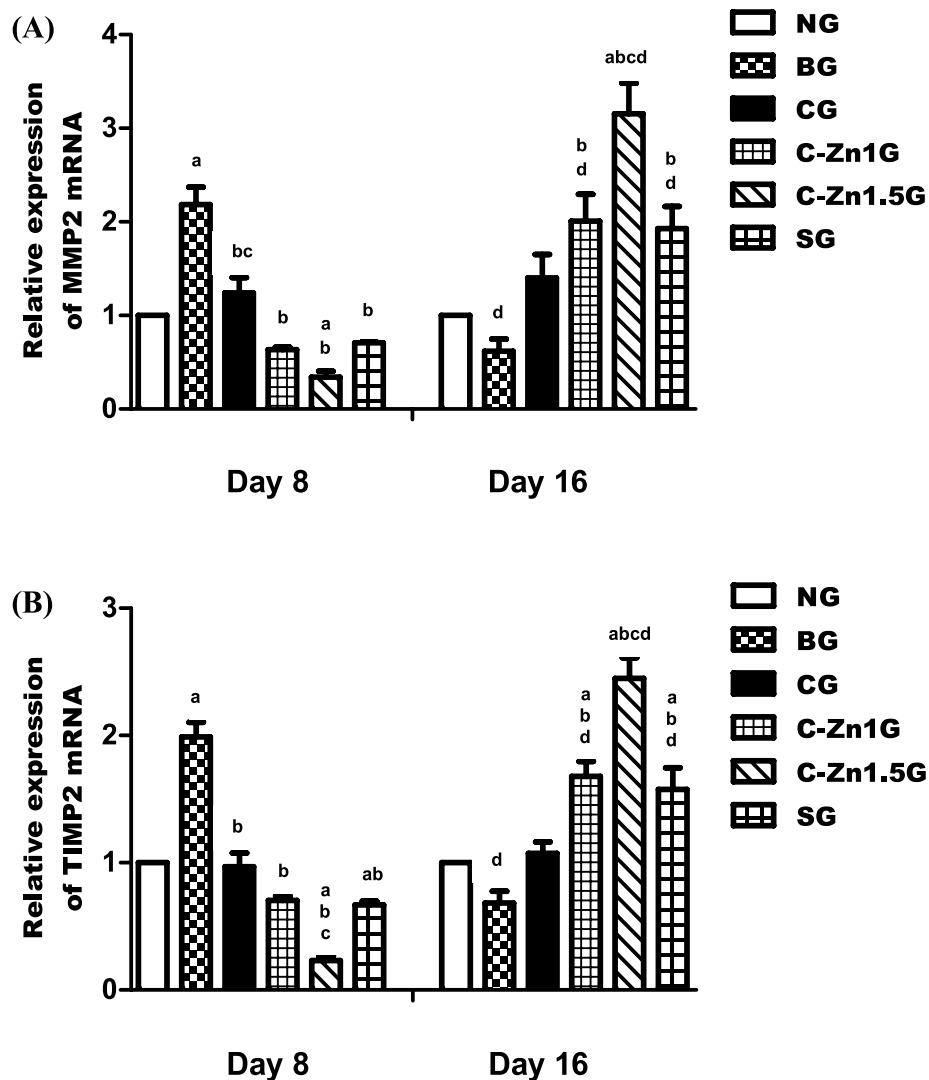 (A)
Relative expression
of MMP2 mRNA
4
3
2
1
0
a
bc
b
a
b
b
d
b
d
abcd
b
d
Day 8
Day 16
NG
BG
CG
C-Zn1G
C-Zn1.5G
SG
(B)
Relative expression
of TIMP2 mRNA
3
2
1
0
a
b
b
a
b
c
ab
d
a
b
d
abcd
a
b
d
Day 8
Day 16
NG
BG
CG
C-Zn1G
C-Zn1.5G
SG